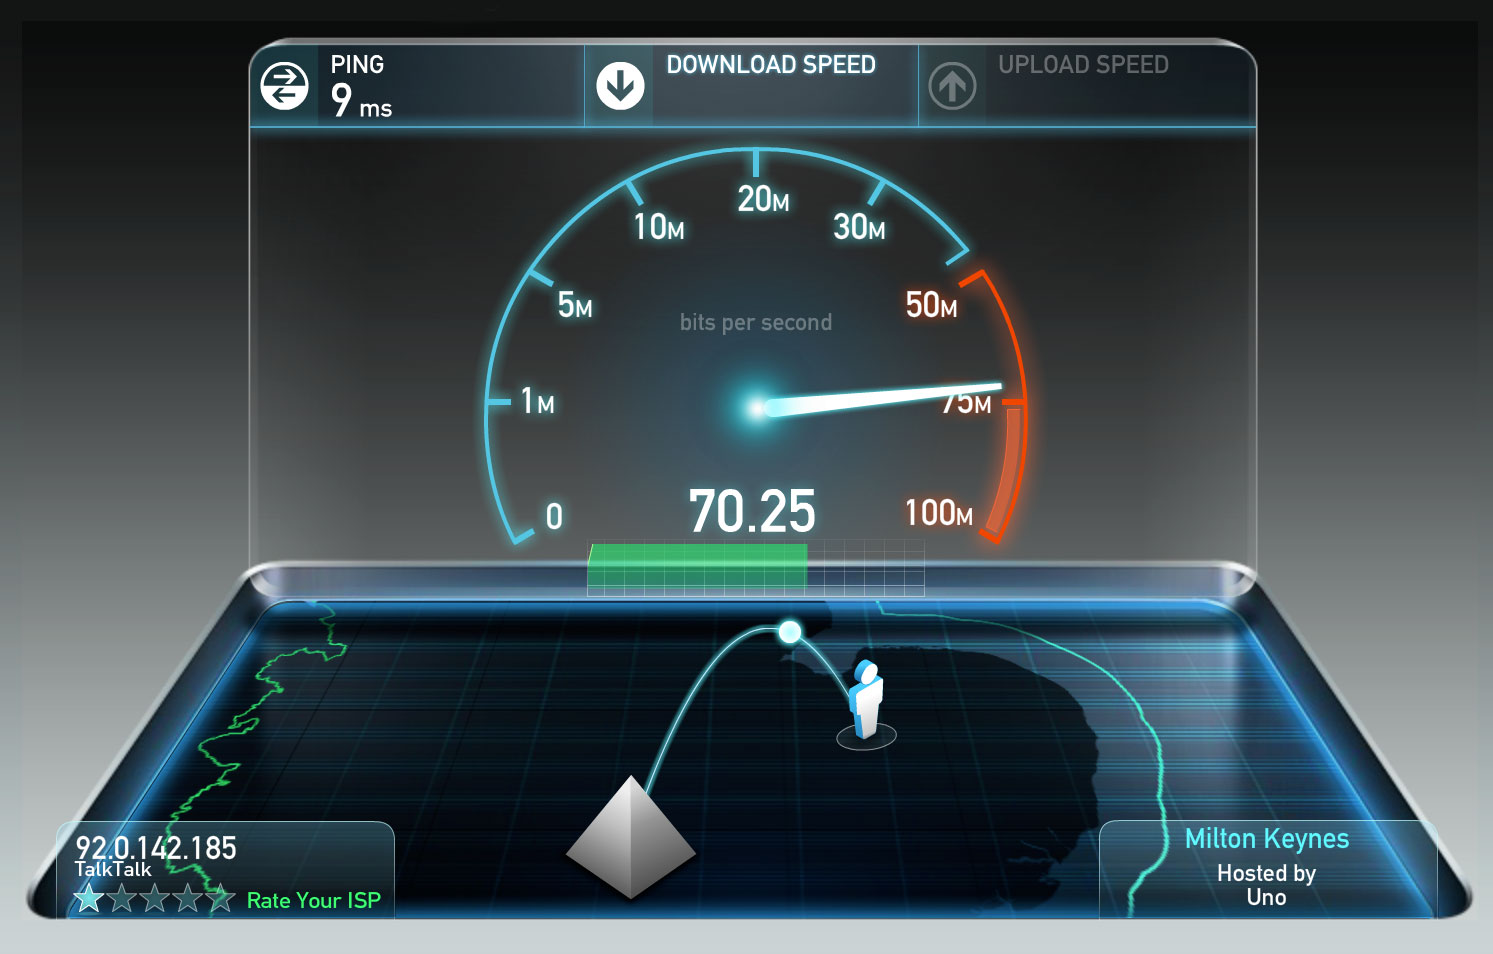 PING
9 ms
DOWNLOAD SPEED
UPLOAD SPEED
20M
10M
30M
5M
50M
bits per second
1M
75M
0
70.25
100M
92.0.142.185
TalkTalk
Rate Your ISP
Milton Keynes
Hosted by
Uno